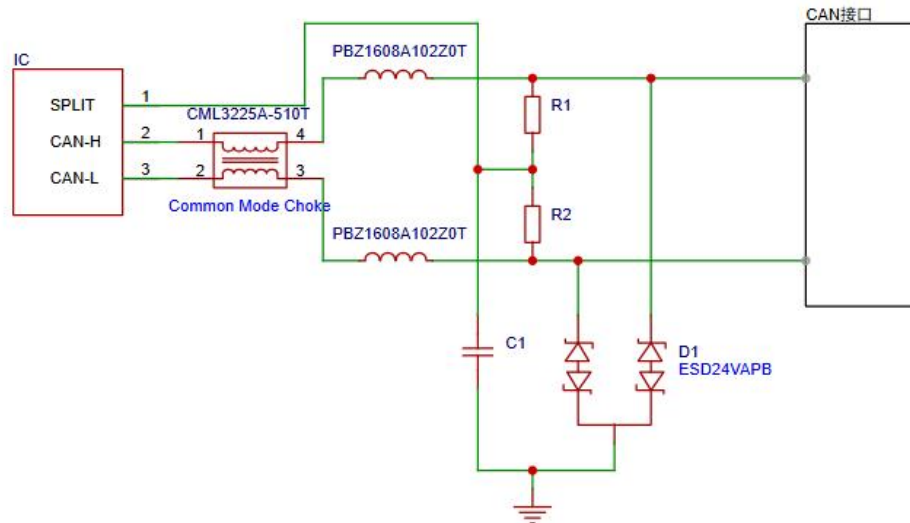 CAN接口
PBZ1608A102Z0T
IC
SPLIT
1
CML3225A-510T
R1
CAN-H
2
1
4
CAN-L
3
2
3
Common Mode Choke
R2
PBZ1608A102Z0T
C1
D1
ESD24VAPB